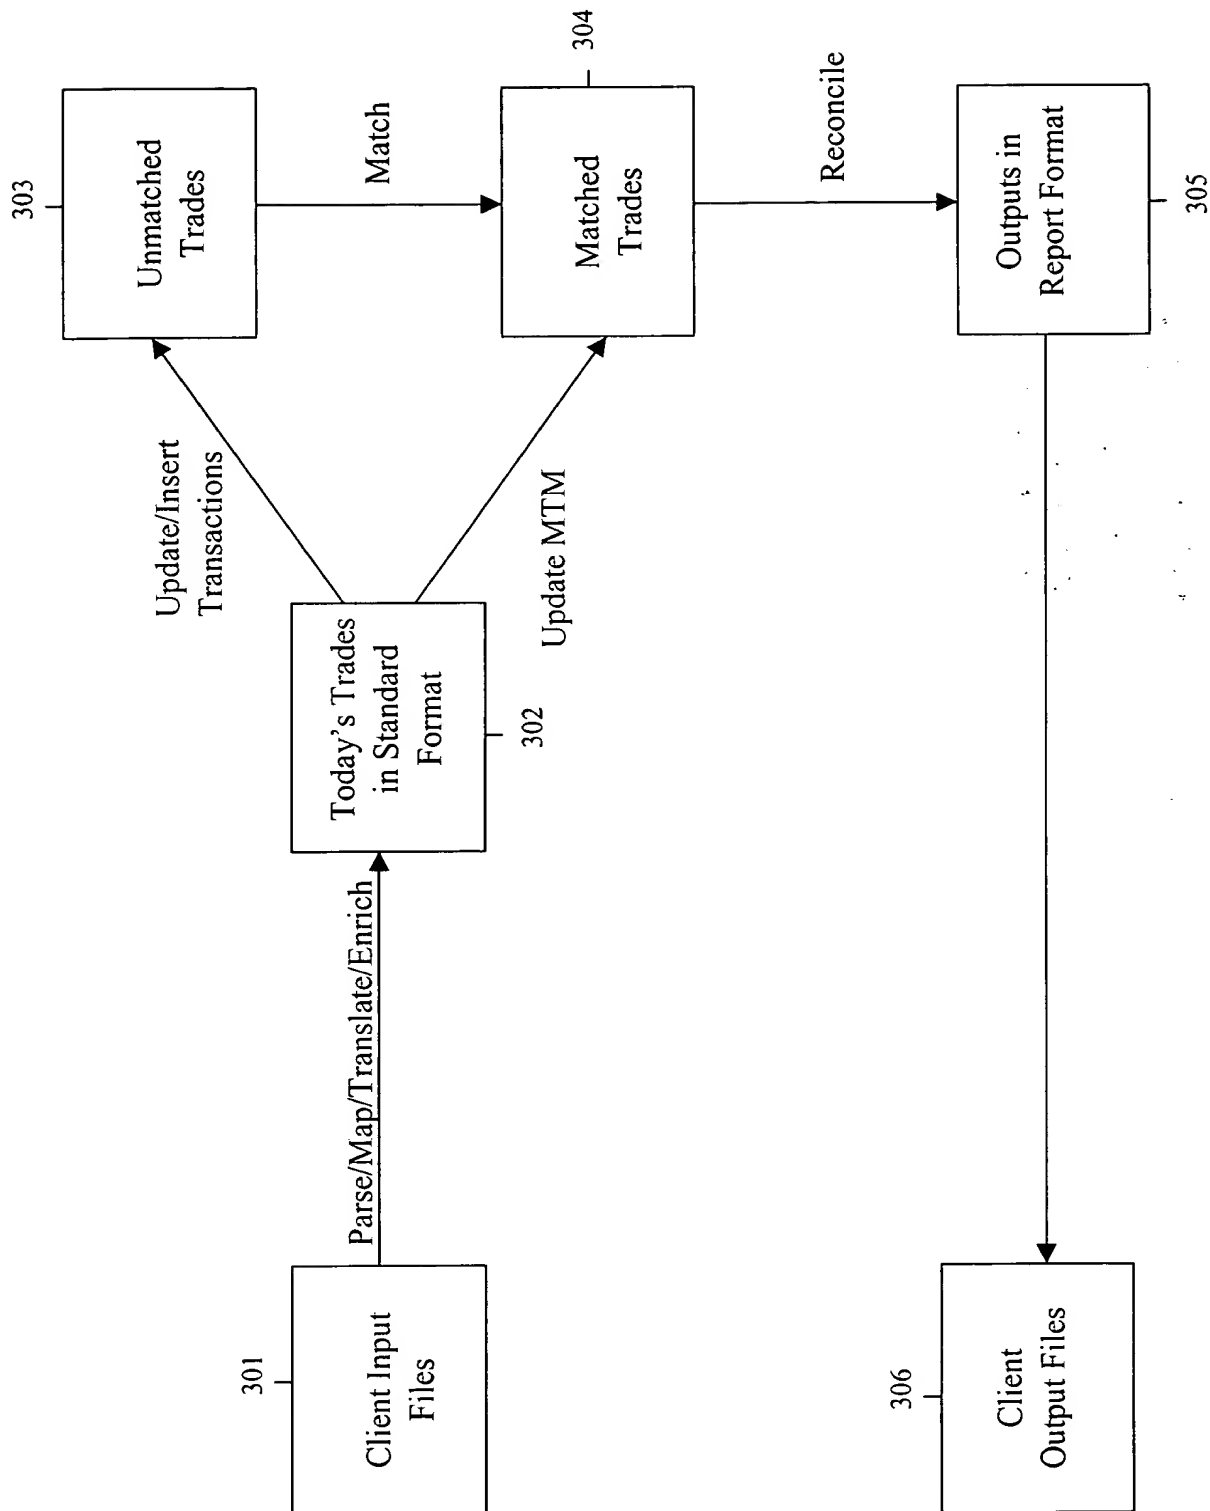 301
Client Input
Files
Parse/Map/Translate/Enrich
Today's Trades
in Standard
Format
302
Update/Insert
Transactions
Update MTM
303
Unmatched
Trades
Match
304
Matched
Trades
Reconcile
Outputs in
Report Format
305
306
Client
Output Files